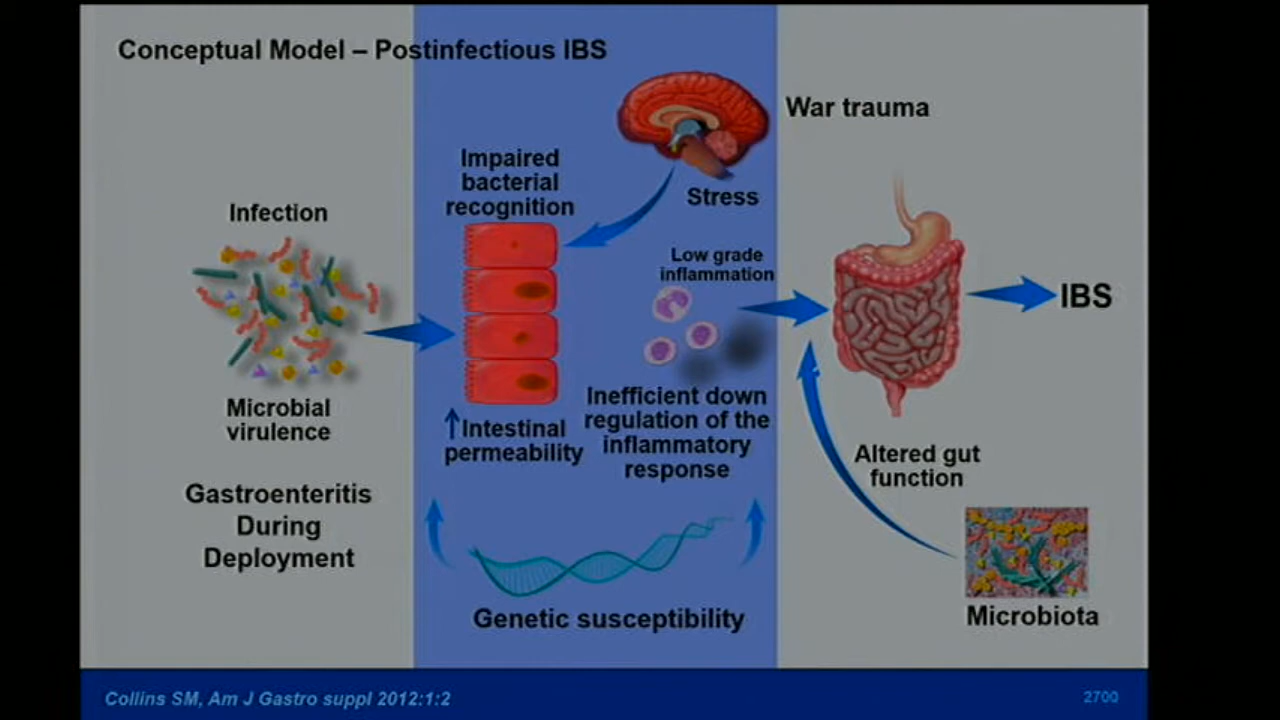 Conceptual Model – Postinfectious IBS
War trauma
Stress
Impaired
bacterial
recognition
Infection
Low grade
inflammation
IBS
Microbial
virulence
Intestinal
permeability
Inefficient down
regulation of the
inflammatory
response
Altered gut
function
Gastroenteritis
During
Deployment
Genetic susceptibility
Microbiota
Collins SM, Am J Gastro suppl 2012:1:2
2700